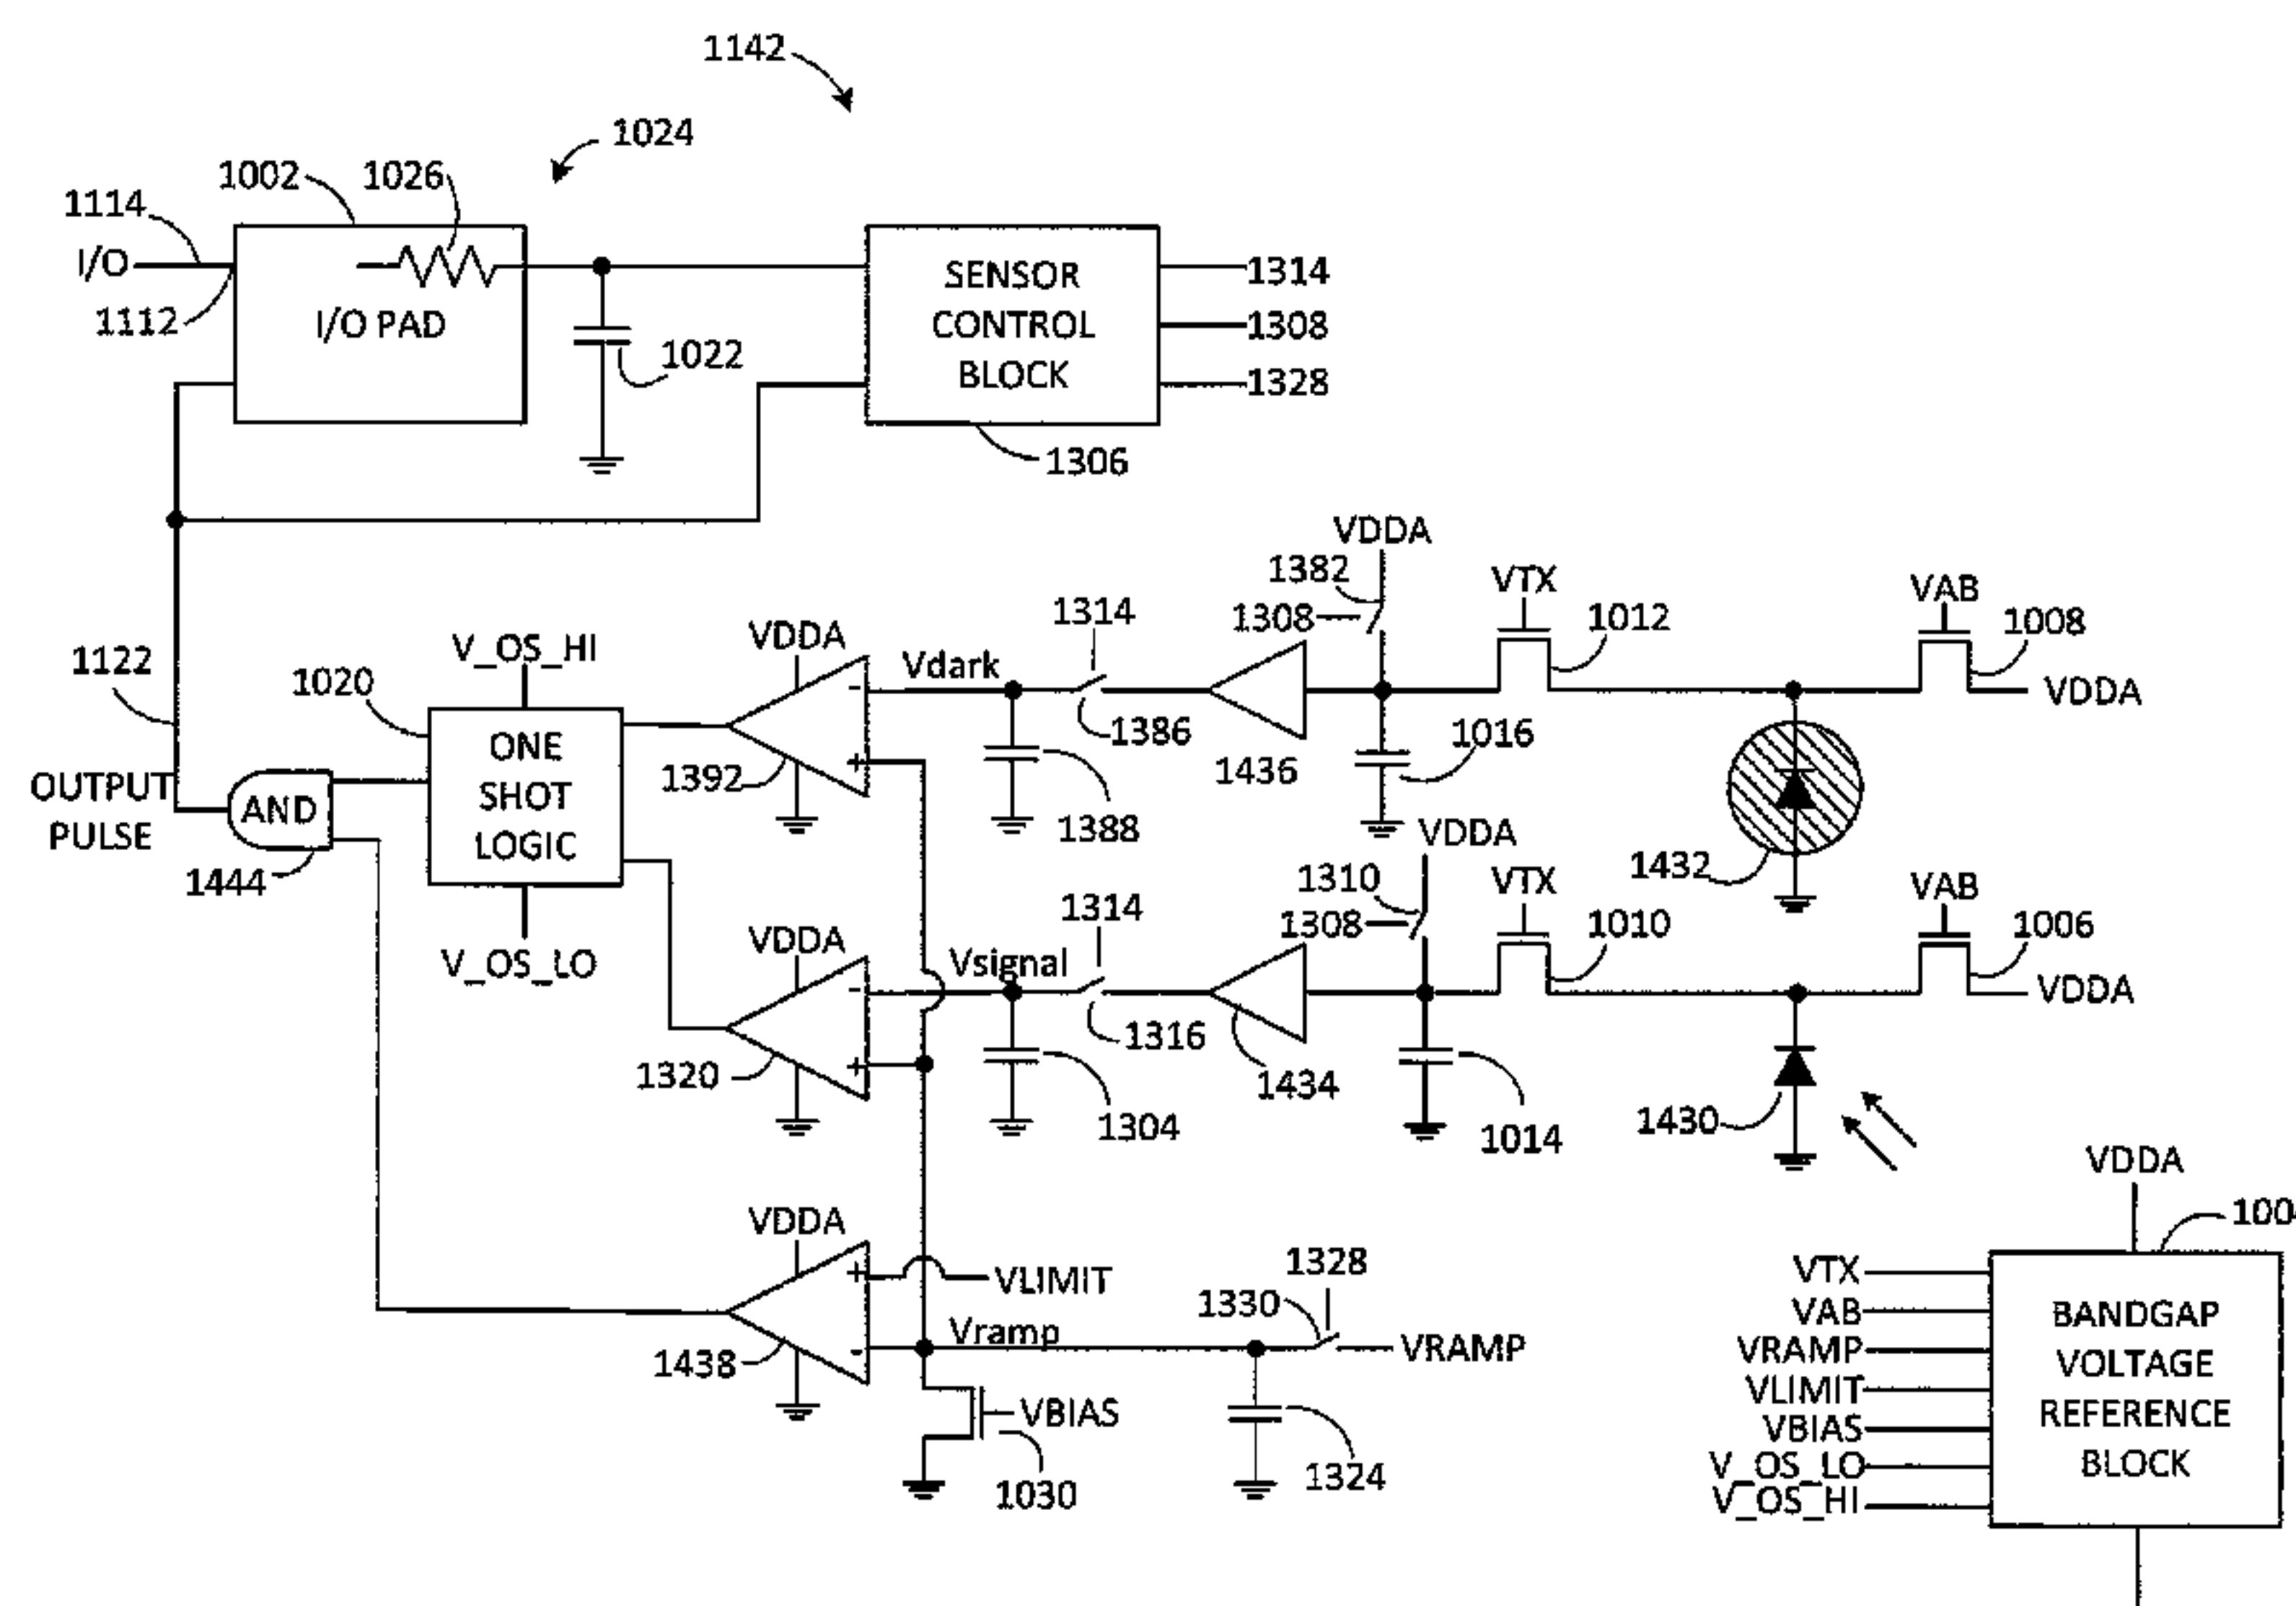 1142
1024
1002
1026
1114
I/O
1112
I/O PAD
1022
SENSOR
CONTROL
BLOCK
1314
1308
1328
1306
VDDA
1382
1308
VTX
1012
VAB
1008
VDDA
1314
1122
V_OS_HI
1020
VDDA
Vdark
-
+
1392
1386
1388
1436
1016
1432
ONE
SHOT
LOGIC
OUTPUT
PULSE
AND
1444
V_OS_LO
VDDA
1310
1308
VTX
1010
VAB
1006
VDDA
1314
VDDA
Vsignal
-
+
1320
1316
1304
1434
1014
1430
VDDA
100
VDDA
+
-
VLIMIT
1438
Vramp
1328
1330
VRAMP
VBIAS
1030
1324
VTX
VAB
VRAMP
VLIMIT
VBIAS
V_OS_LO
V_OS_HI
BANDGAP
VOLTAGE
REFERENCE
BLOCK